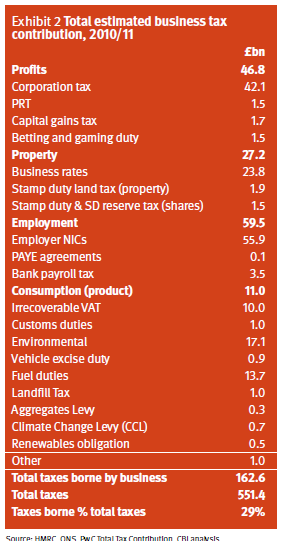 Exhibit 2 Total estimated business tax
contribution, 2010/11
£bn
Profits 46.8
Corporation tax 42.1
PRT 1.5
Capital gains tax 1.7
Betting and gaming duty 1.5
Property 27.2
Business rates 23.8
Stamp duty land tax (property) 1.9
Stamp duty & SD reserve tax (shares) 1.5
Employment 59.5
Employer NICs 55.9
PAYE agreements 0.1
Bank payroll tax 3.5
Consumption (product) 11.0
Irrecoverable VAT 10.0
Customs duties 1.0
Environmental 17.1
Vehicle excise duty 0.9
Fuel duties 13.7
Landfill Tax 1.0
Aggregates Levy 0.3
Climate Change Levy (CCL) 0.7
Renewables obligation 0.5
Other 1.0
Total taxes borne by business 162.6
Total taxes 551.4
Taxes borne % total taxes 29%
Source: HMRC, ONS, PwC Total Tax Contribution, CBI analysis